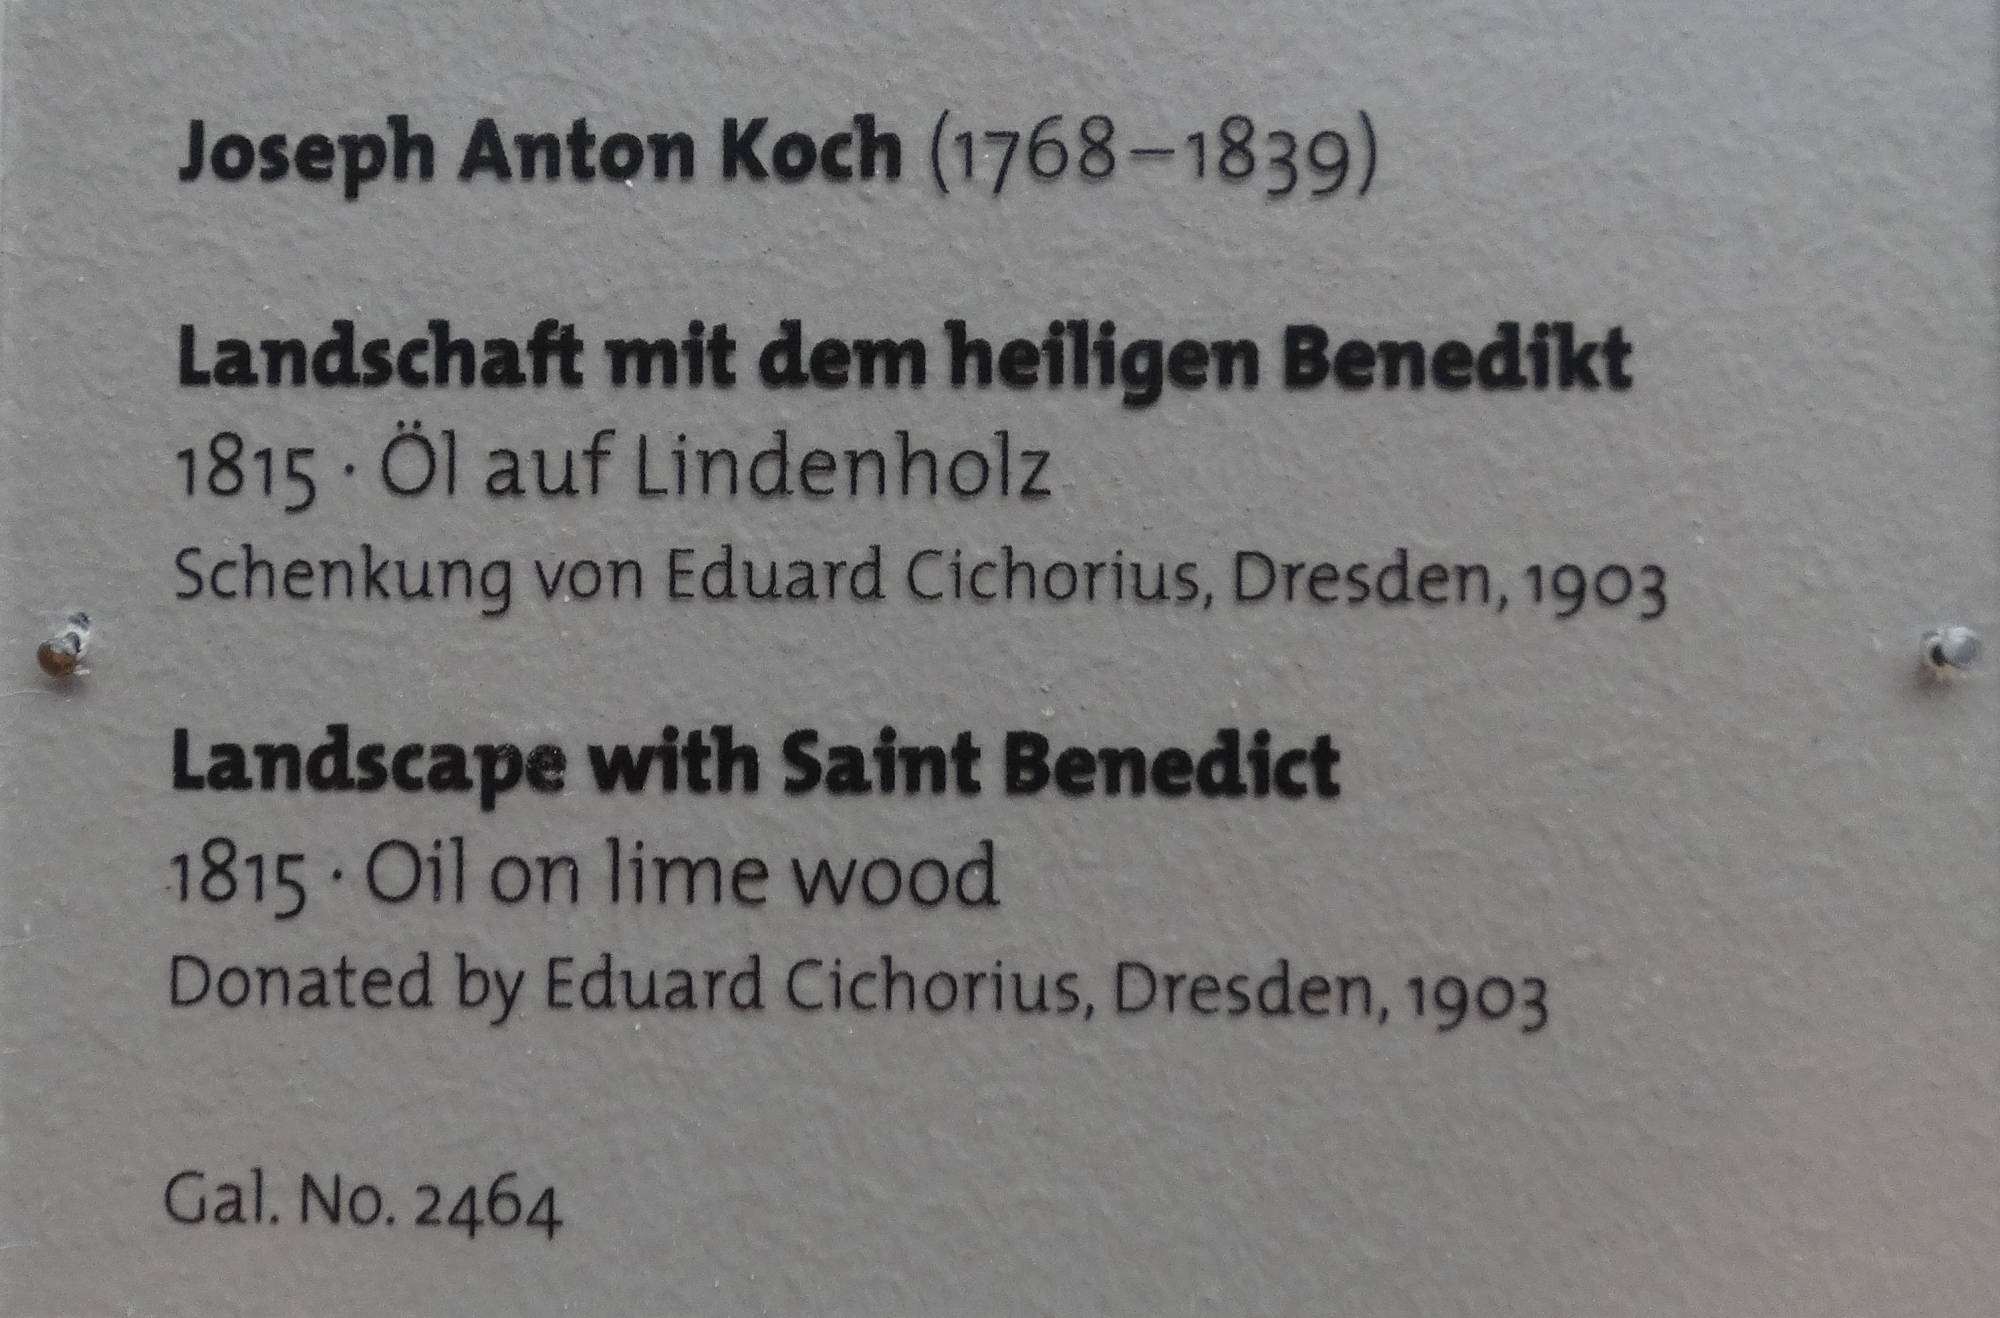 Joseph Anton Koch (1768–1839)
Landschaft mit dem heiligen Benedikt
1815 · Öl auf Lindenholz
Schenkung von Eduard Cichorius, Dresden, 1903
Landscape with Saint Benedict
1815 · Oil on lime wood
Donated by Eduard Cichorius, Dresden, 1903
Gal. No. 2464